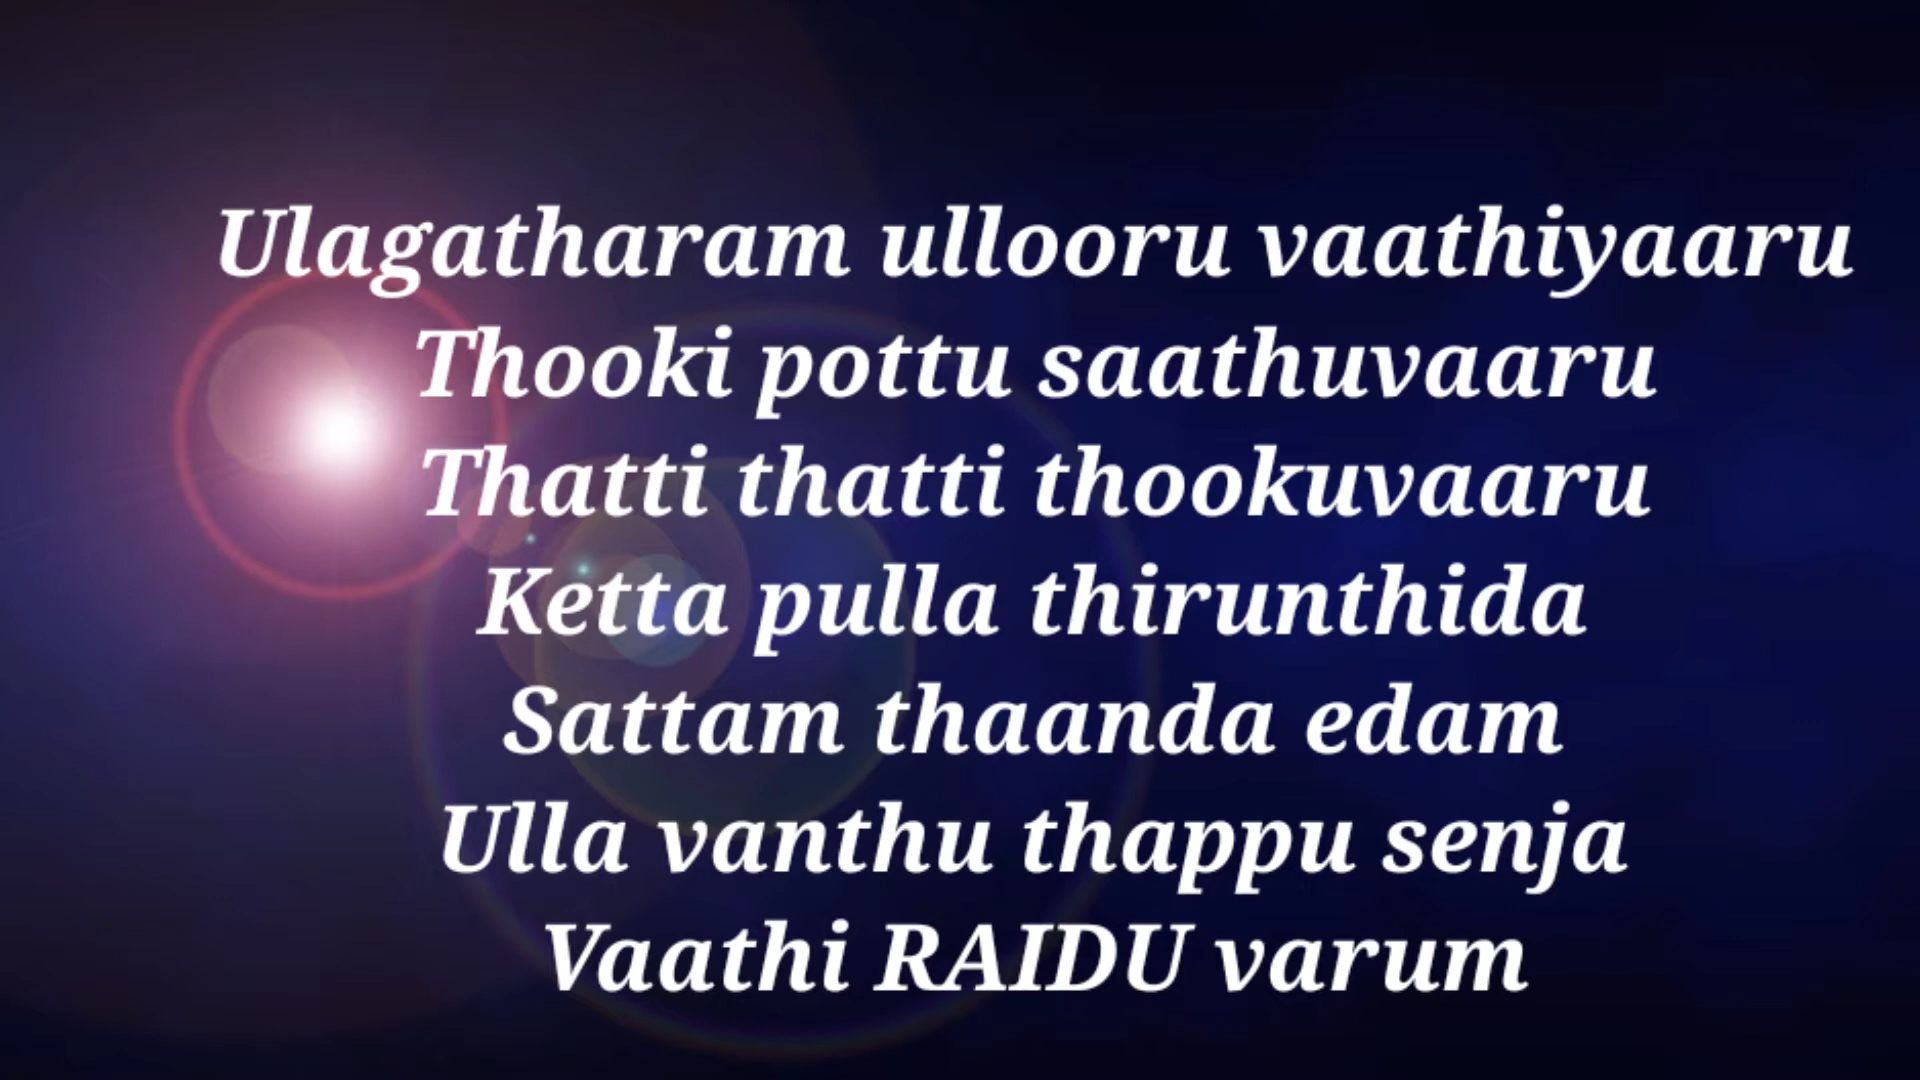 Ulagatharam ullooru vaathiyaaru
Thooki pottu saathuvaaru
Thatti thatti thookuvaaru
Ketta pulla thirunthida
Sattam thaanda edam
Ulla vanthu thappu senja
Vaathi RAIDU varum